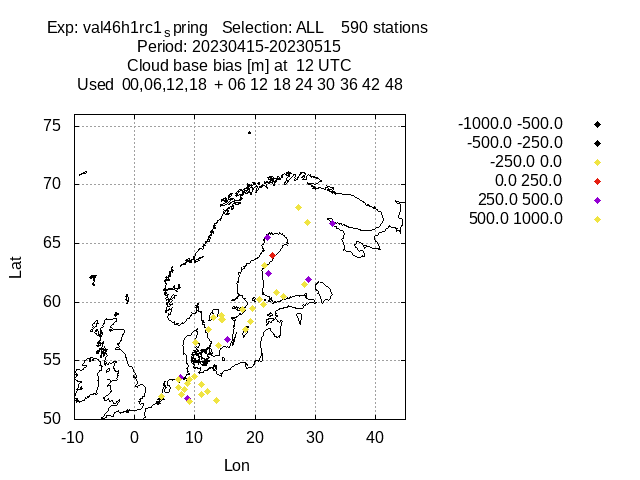 Exp: val46h1rc1spring   Selection: ALL    590 stations
Period: 20230415-20230515
Cloud base bias [m] at  12 UTC
Used  00,06,12,18  + 06 12 18 24 30 36 42 48
-1000.0 -500.0
-500.0 -250.0
-250.0 0.0
0.0 250.0
250.0 500.0
500.0 1000.0
75
70
65
60
55
50
Lat
-10 0 10 20 30 40
Lon